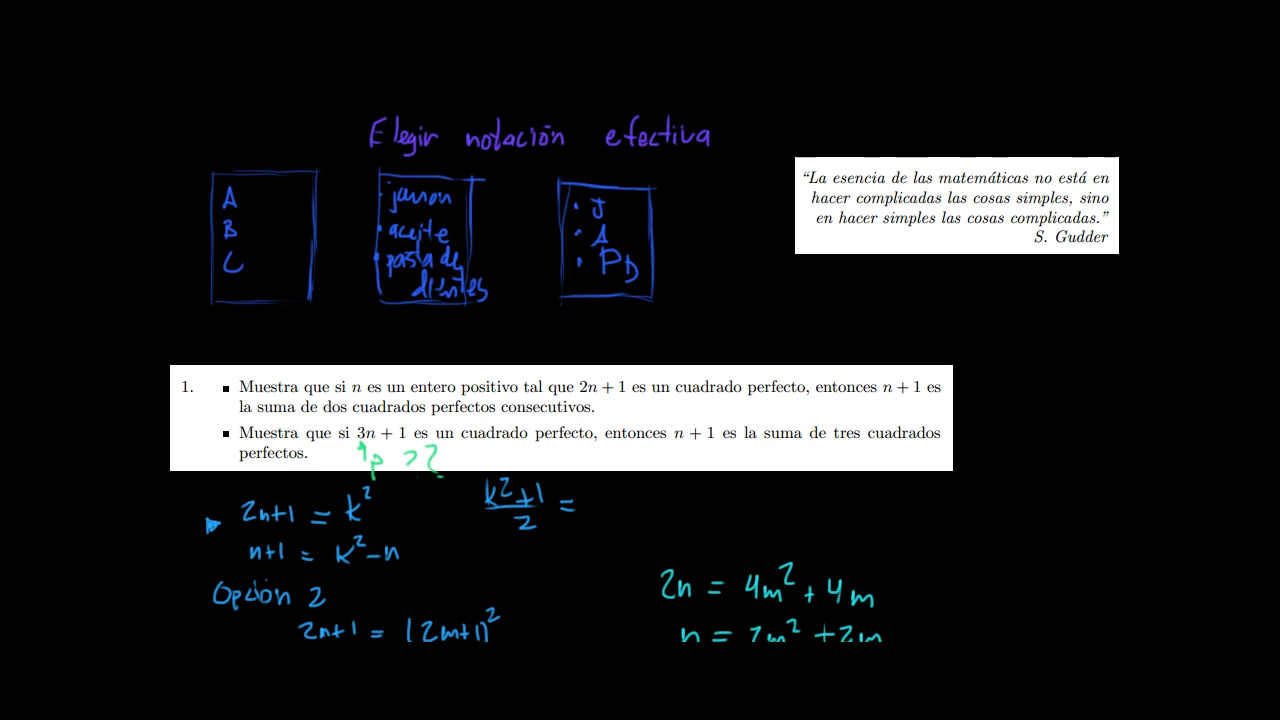 Elegir notación efectiva
A
B
C
· jamon
· aceite
· pasta de
dientes
· J
· A
· PD
“La esencia de las matemáticas no está en
hacer complicadas las cosas simples, sino
en hacer simples las cosas complicadas.”
S. Gudder
1. ▪ Muestra que si n es un entero positivo tal que 2n + 1 es un cuadrado perfecto, entonces n + 1 es
la suma de dos cuadrados perfectos consecutivos.
▪ Muestra que si 3n + 1 es un cuadrado perfecto, entonces n + 1 es la suma de tres cuadrados
perfectos.
2n+1 = k²
n+1 = k²-n
Opción 2
2n+1 = (2m+1)²
(k²+1)/2 =
2n = 4m² + 4m
n = 2m² + 2m